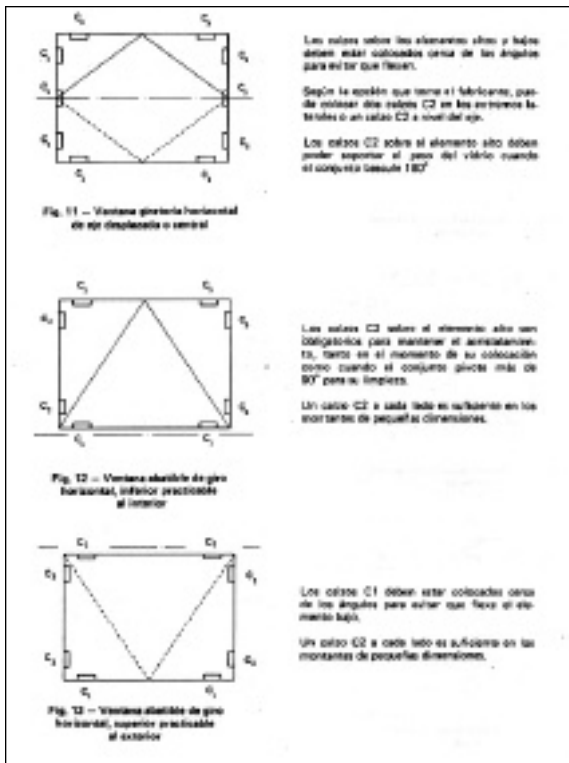 Los calzos sobre los elementos altos y bajos
deben estar colocados cerca de los ángulos
para evitar que flexen.
Según la opción que tome el fabricante, pue-
de colocar dos calzos C2 en los extremos la-
terales o un calzo C2 a nivel del eje.
Los calzos C2 sobre el elemento alto deben
poder soportar el peso del vidrio cuando
el conjunto bascule 180°
Fig. 11 — Ventana giratoria horizontal
de eje desplazado o central
Los calzos C2 sobre el elemento alto son
obligatorios para mantener el acristalamien-
to, tanto en el momento de su colocación
como cuando el conjunto pivota más de
90° para su limpieza.
Un calzo C2 a cada lado es suficiente en los
montantes de pequeñas dimensiones.
Fig. 12 — Ventana abatible de giro
horizontal, inferior practicable
al interior
Los calzos C1 deben estar colocados cerca
de los ángulos para evitar que flexe el ele-
mento bajo.
Un calzo C2 a cada lado es suficiente en los
montantes de pequeñas dimensiones.
Fig. 13 — Ventana abatible de giro
horizontal, superior practicable
al exterior